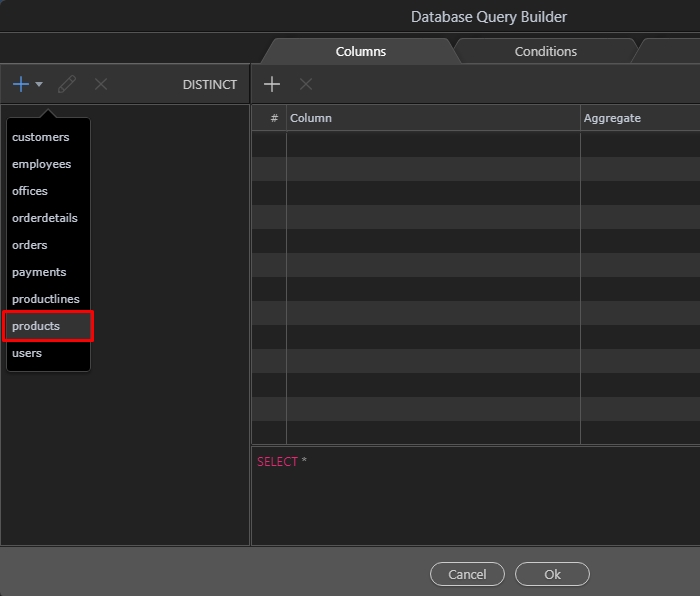 Database Query Builder
Columns
Conditions
DISTINCT
# Column Aggregate
customers
employees
offices
orderdetails
orders
payments
productlines
products
users
SELECT *
Cancel
Ok